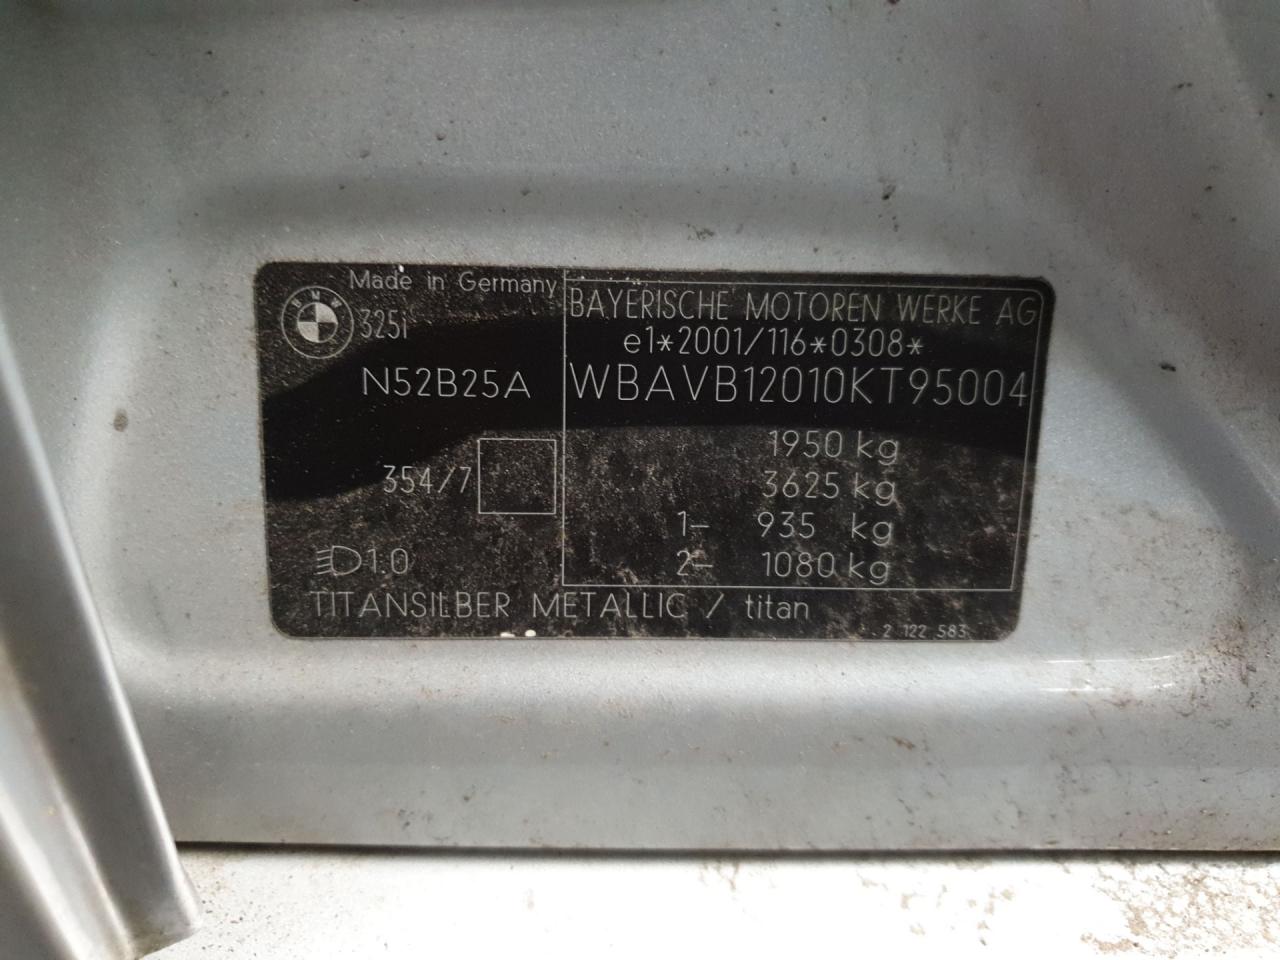 Made in Germany
BMW
325i
N52B25A
354/7
1.0
BAYERISCHE MOTOREN WERKE AG
e1*2001/116*0308*
WBAVB12010KT95004
1950 kg
3625 kg
1- 935 kg
2- 1080 kg
TITANSILBER METALLIC / titan
2 122 583